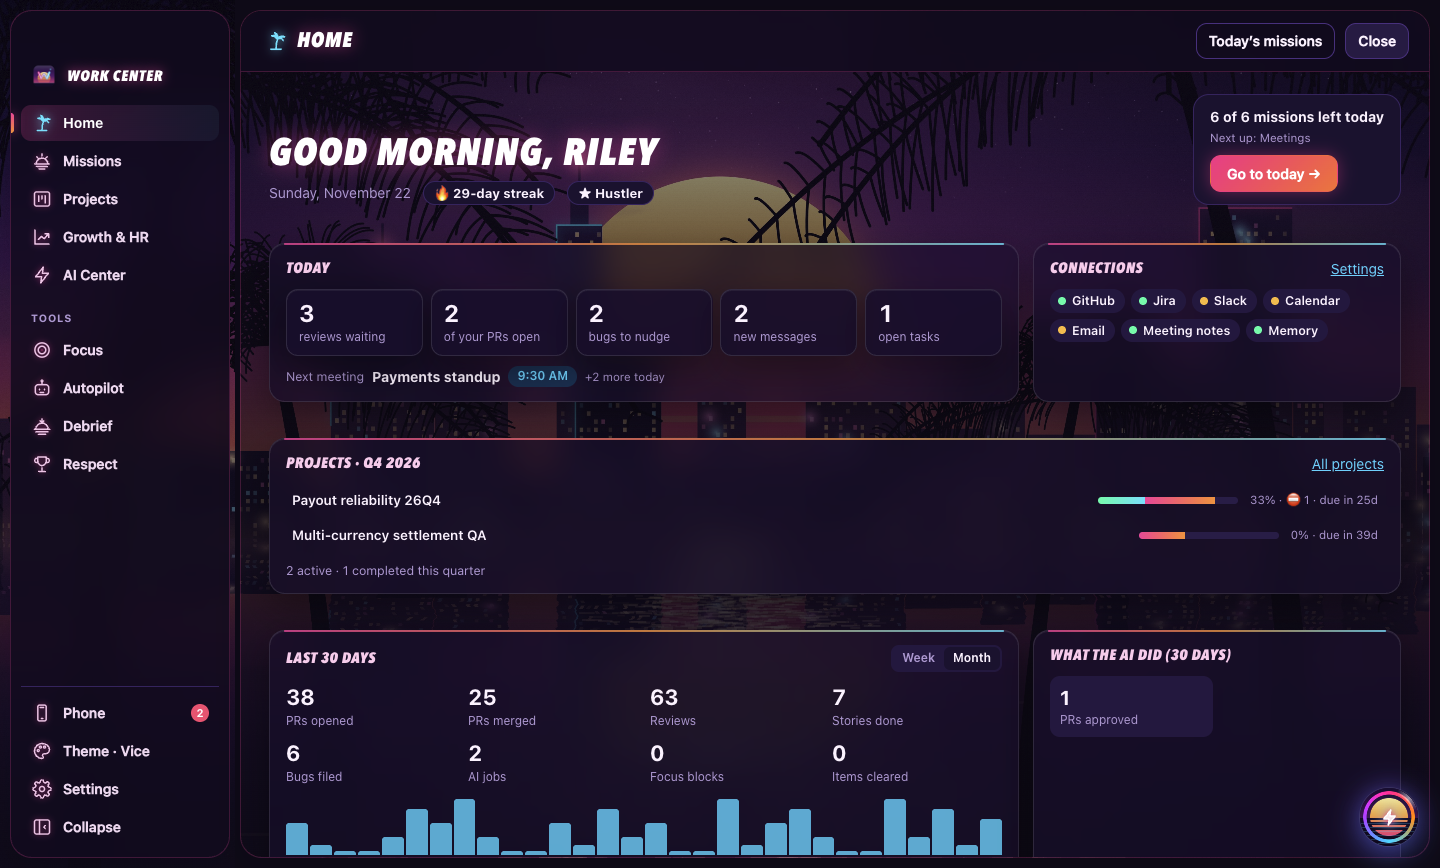 WORK CENTER
Home
Missions
Projects
Growth & HR
AI Center
TOOLS
Focus
Autopilot
Debrief
Respect
Phone
2
Theme · Vice
Settings
Collapse
HOME
Today's missions
Close
GOOD MORNING, RILEY
Sunday, November 22
29-day streak
Hustler
6 of 6 missions left today
Next up: Meetings
Go to today →
TODAY
3
reviews waiting
2
of your PRs open
2
bugs to nudge
2
new messages
1
open tasks
Next meeting Payments standup 9:30 AM +2 more today
CONNECTIONS
Settings
GitHub
Jira
Slack
Calendar
Email
Meeting notes
Memory
PROJECTS · Q4 2026
All projects
Payout reliability 26Q4
33% · ⛔ 1 · due in 25d
Multi-currency settlement QA
0% · due in 39d
2 active · 1 completed this quarter
LAST 30 DAYS
Week
Month
38
PRs opened
25
PRs merged
63
Reviews
7
Stories done
6
Bugs filed
2
AI jobs
0
Focus blocks
0
Items cleared
WHAT THE AI DID (30 DAYS)
1
PRs approved